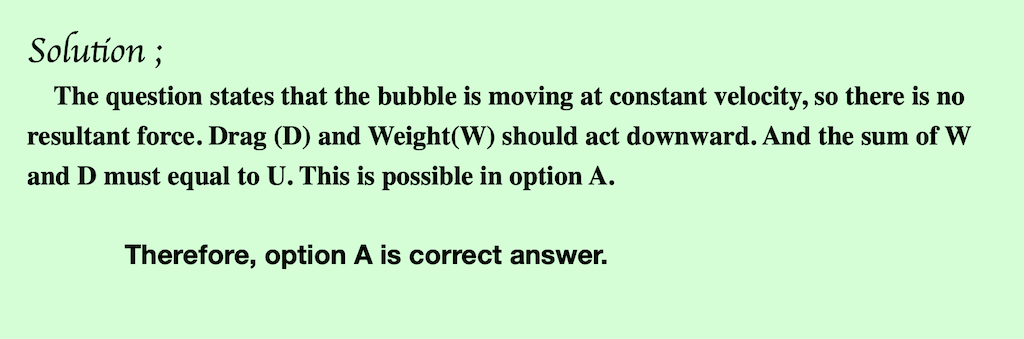 Solution ;
The question states that the bubble is moving at constant velocity, so there is no
resultant force. Drag (D) and Weight(W) should act downward. And the sum of W
and D must equal to U. This is possible in option A.
Therefore, option A is correct answer.